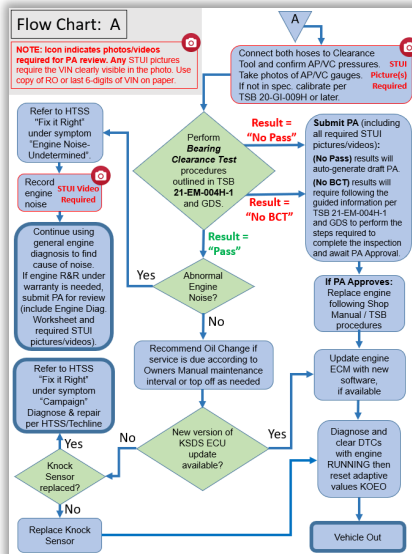 Flow Chart: A
NOTE: Icon indicates photos/videos
required for PA review. Any STUI pictures
require the VIN clearly visible in the photo. Use
copy of RO or last 6-digits of VIN on paper.
A
Connect both hoses to Clearance
Tool and confirm AP/VC pressures.
Take photos of AP/VC gauges.
If not in spec. calibrate per
TSB 20-GI-009H or later.
STUI
Picture(s)
Required
Refer to HTSS
"Fix it Right"
under symptom
"Engine Noise-
Undetermined".
Record
engine
noise
STUI Video
Required
Continue using
general engine
diagnosis to find
cause of noise.
If engine R&R under
warranty is needed,
submit PA for review
(include Engine Diag.
Worksheet and
required STUI
pictures/videos).
Perform
Bearing
Clearance Test
procedures
outlined in TSB
21-EM-004H-1
and GDS.
Result =
"No Pass"
Result =
"No BCT"
Result =
"Pass"
Submit PA (including
all required STUI
pictures/videos):
(No Pass) results will
auto-generate draft PA.
(No BCT) results will
require following the
guided information per
TSB 21-EM-004H-1
and GDS to perform the
steps required to
complete the inspection
and await PA Approval.
Abnormal
Engine
Noise?
Yes
No
If PA Approves:
Replace engine
following Shop
Manual / TSB
procedures
Recommend Oil Change if
service is due according to
Owners Manual maintenance
interval or top off as needed
Update engine
ECM with new
software,
if available
Refer to HTSS
"Fix it Right"
under symptom
"Campaign"
Diagnose & repair
per HTSS/Techline
New version of
KSDS ECU
update
available?
No
Yes
Yes
Knock
Sensor
replaced?
No
Replace Knock
Sensor
Diagnose and
clear DTCs
with engine
RUNNING then
reset adaptive
values KOEO
Vehicle Out